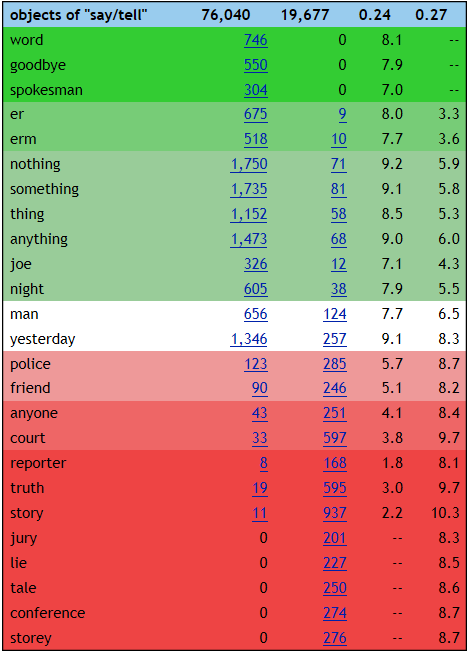 objects of "say/tell" 76,040 19,677 0.24 0.27
word 746 0 8.1 --
goodbye 550 0 7.9 --
spokesman 304 0 7.0 --
er 675 9 8.0 3.3
erm 518 10 7.7 3.6
nothing 1,750 71 9.2 5.9
something 1,735 81 9.1 5.8
thing 1,152 58 8.5 5.3
anything 1,473 68 9.0 6.0
joe 326 12 7.1 4.3
night 605 38 7.9 5.5
man 656 124 7.7 6.5
yesterday 1,346 257 9.1 8.3
police 123 285 5.7 8.7
friend 90 246 5.1 8.2
anyone 43 251 4.1 8.4
court 33 597 3.8 9.7
reporter 8 168 1.8 8.1
truth 19 595 3.0 9.7
story 11 937 2.2 10.3
jury 0 201 -- 8.3
lie 0 227 -- 8.5
tale 0 250 -- 8.6
conference 0 274 -- 8.7
storey 0 276 -- 8.7